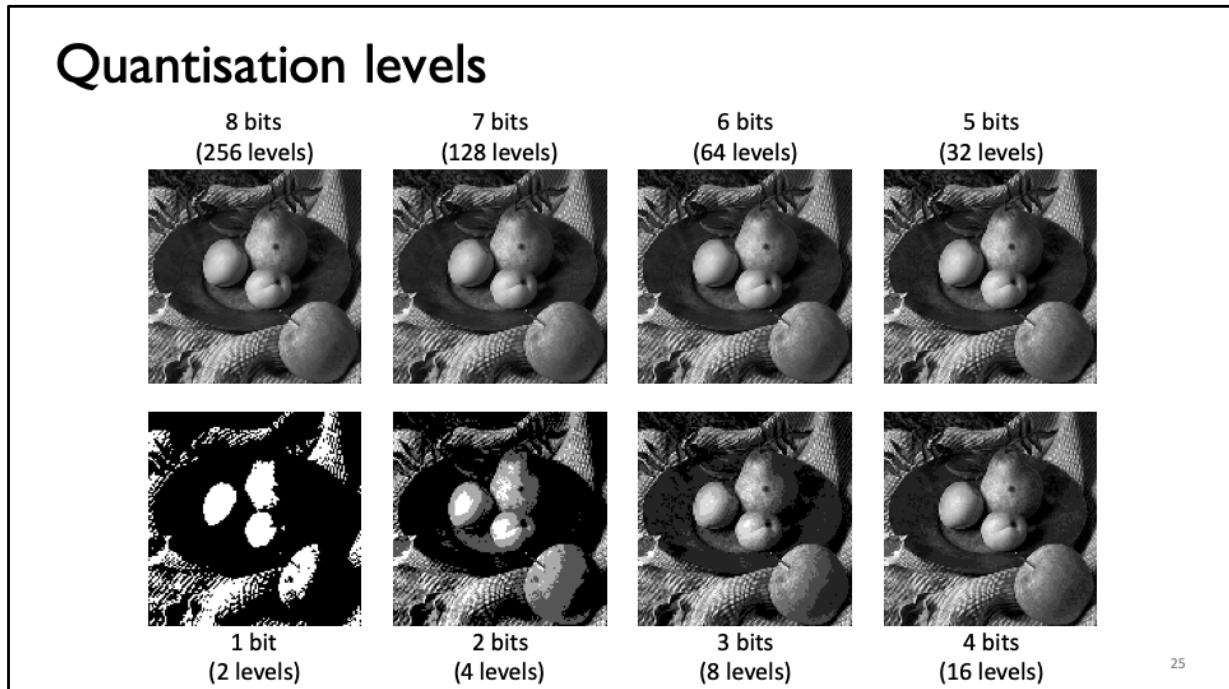 Quantisation levels
8 bits
(256 levels)
7 bits
(128 levels)
6 bits
(64 levels)
5 bits
(32 levels)
1 bit
(2 levels)
2 bits
(4 levels)
3 bits
(8 levels)
4 bits
(16 levels)
25